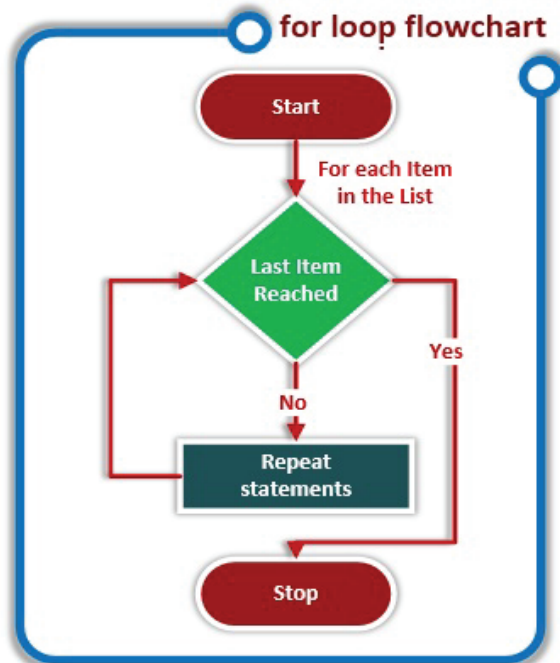 for loop flowchart
Start
For each Item
in the List
Last Item
Reached
Yes
No
Repeat
statements
Stop